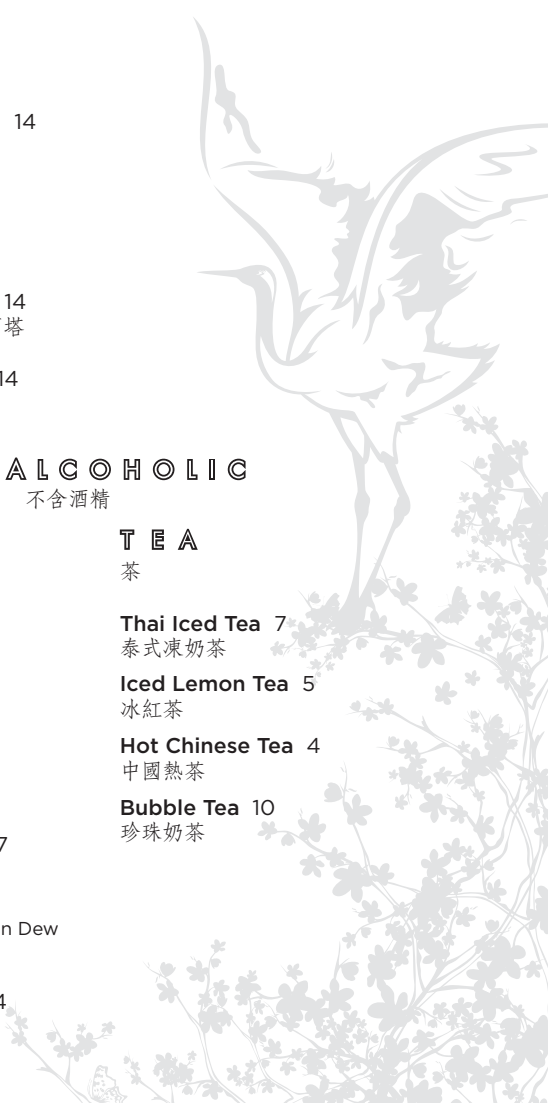 14
14
塔
14
ALCOHOLIC
不含酒精
TEA
茶
Thai Iced Tea 7
泰式凍奶茶
Iced Lemon Tea 5
冰紅茶
Hot Chinese Tea 4
中國熱茶
Bubble Tea 10
珍珠奶茶
7
n Dew
4